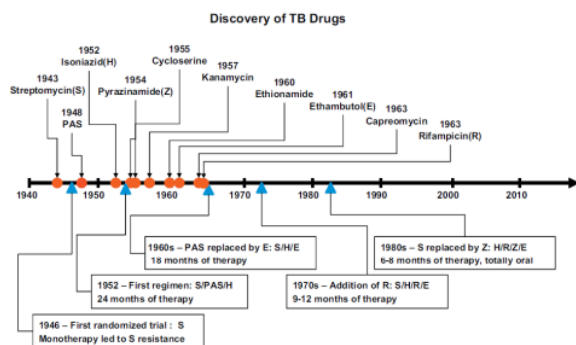 Discovery of TB Drugs
1943
Streptomycin(S)
1948
PAS
1952
Isoniazid(H)
1954
Pyrazinamide(Z)
1955
Cycloserine
1957
Kanamycin
1960
Ethionamide
1961
Ethambutol(E)
1963
Capreomycin
1963
Rifampicin(R)
1940
1950
1960
1970
1980
1990
2000
2010
1960s – PAS replaced by E: S/H/E
18 months of therapy
1980s – S replaced by Z: H/R/Z/E
6-8 months of therapy, totally oral
1952 – First regimen: S/PAS/H
24 months of therapy
1970s – Addition of R: S/H/R/E
9-12 months of therapy
1946 – First randomized trial : S
Monotherapy led to S resistance